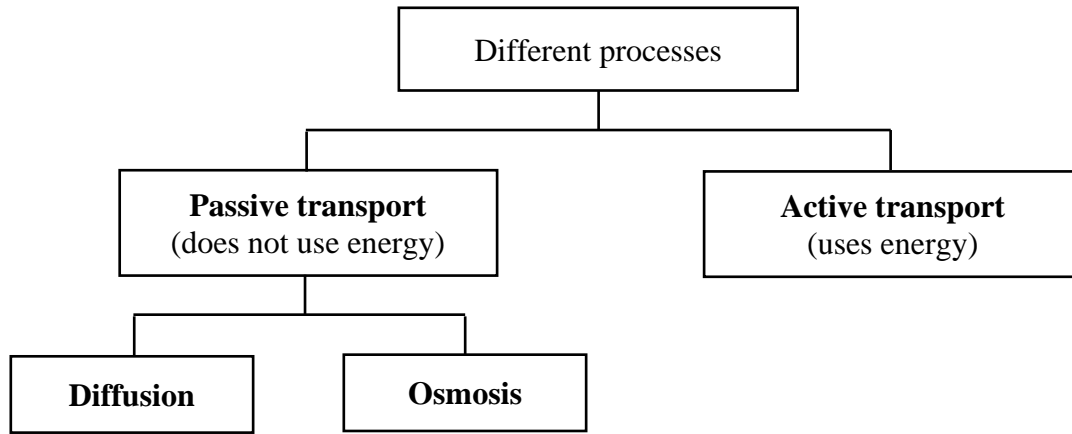 Different processes
Passive transport
(does not use energy)
Active transport
(uses energy)
Diffusion
Osmosis